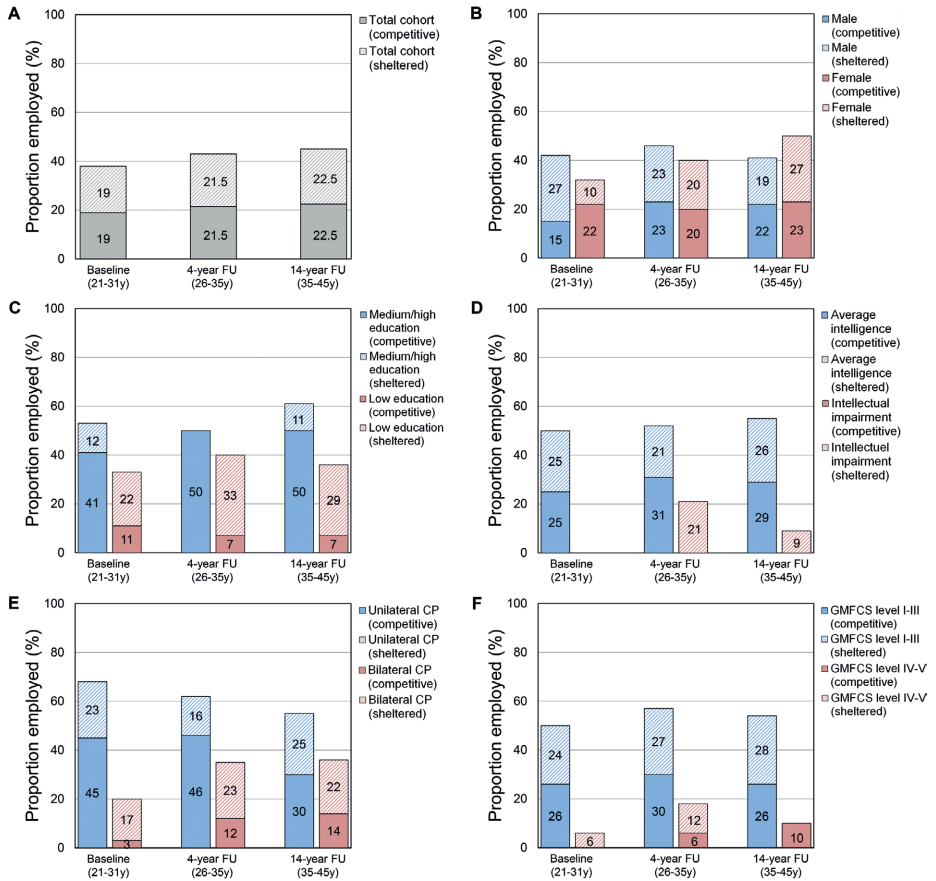 A
Proportion employed (%)
100
80
60
40
20
0
19
19
21.5
21.5
22.5
22.5
Baseline
(21-31y)
4-year FU
(26-35y)
14-year FU
(35-45y)
Total cohort
(competitive)
Total cohort
(sheltered)
B
Proportion employed (%)
100
80
60
40
20
0
27
15
10
22
23
23
20
20
19
22
27
23
Baseline
(21-31y)
4-year FU
(26-35y)
14-year FU
(35-45y)
Male
(competitive)
Male
(sheltered)
Female
(competitive)
Female
(sheltered)
C
Proportion employed (%)
100
80
60
40
20
0
12
41
22
11
50
33
7
11
50
29
7
Baseline
(21-31y)
4-year FU
(26-35y)
14-year FU
(35-45y)
Medium/high
education
(competitive)
Medium/high
education
(sheltered)
Low education
(competitive)
Low education
(sheltered)
D
Proportion employed (%)
100
80
60
40
20
0
25
25
21
31
21
26
29
9
Baseline
(21-31y)
4-year FU
(26-35y)
14-year FU
(35-45y)
Average
intelligence
(competitive)
Average
intelligence
(sheltered)
Intellectual
impairment
(competitive)
Intellectuel
impairment
(sheltered)
E
Proportion employed (%)
100
80
60
40
20
0
23
45
17
3
16
46
23
12
25
30
22
14
Baseline
(21-31y)
4-year FU
(26-35y)
14-year FU
(35-45y)
Unilateral CP
(competitive)
Unilateral CP
(sheltered)
Bilateral CP
(competitive)
Bilateral CP
(sheltered)
F
Proportion employed (%)
100
80
60
40
20
0
24
26
6
27
30
12
6
28
26
10
Baseline
(21-31y)
4-year FU
(26-35y)
14-year FU
(35-45y)
GMFCS level I-III
(competitive)
GMFCS level I-III
(sheltered)
GMFCS level IV-V
(competitive)
GMFCS level IV-V
(sheltered)